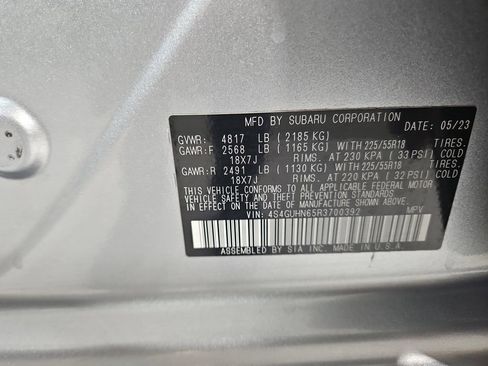 MFD BY SUBARU CORPORATION
DATE: 05/23
GVWR: 4817 LB (2185 KG)
GAWR:F 2568 LB (1165 KG) WITH 225/55R18 TIRES.
18X7J RIMS. AT 230 KPA (33 PSI) COLD
GAWR:R 2491 LB (1130 KG) WITH 225/55R18 TIRES.
18X7J RIMS. AT 220 KPA (32 PSI) COLD
THIS VEHICLE CONFORMS TO ALL APPLICABLE FEDERAL MOTOR
VEHICLE SAFETY AND THEFT PREVENTION STANDARDS IN EFFECT ON THE
DATE OF MANUFACTURE SHOWN ABOVE.
VIN: 4S4GUHN65R3700392 MPV
ASSEMBLED BY SIA INC. MADE IN U.S.A.